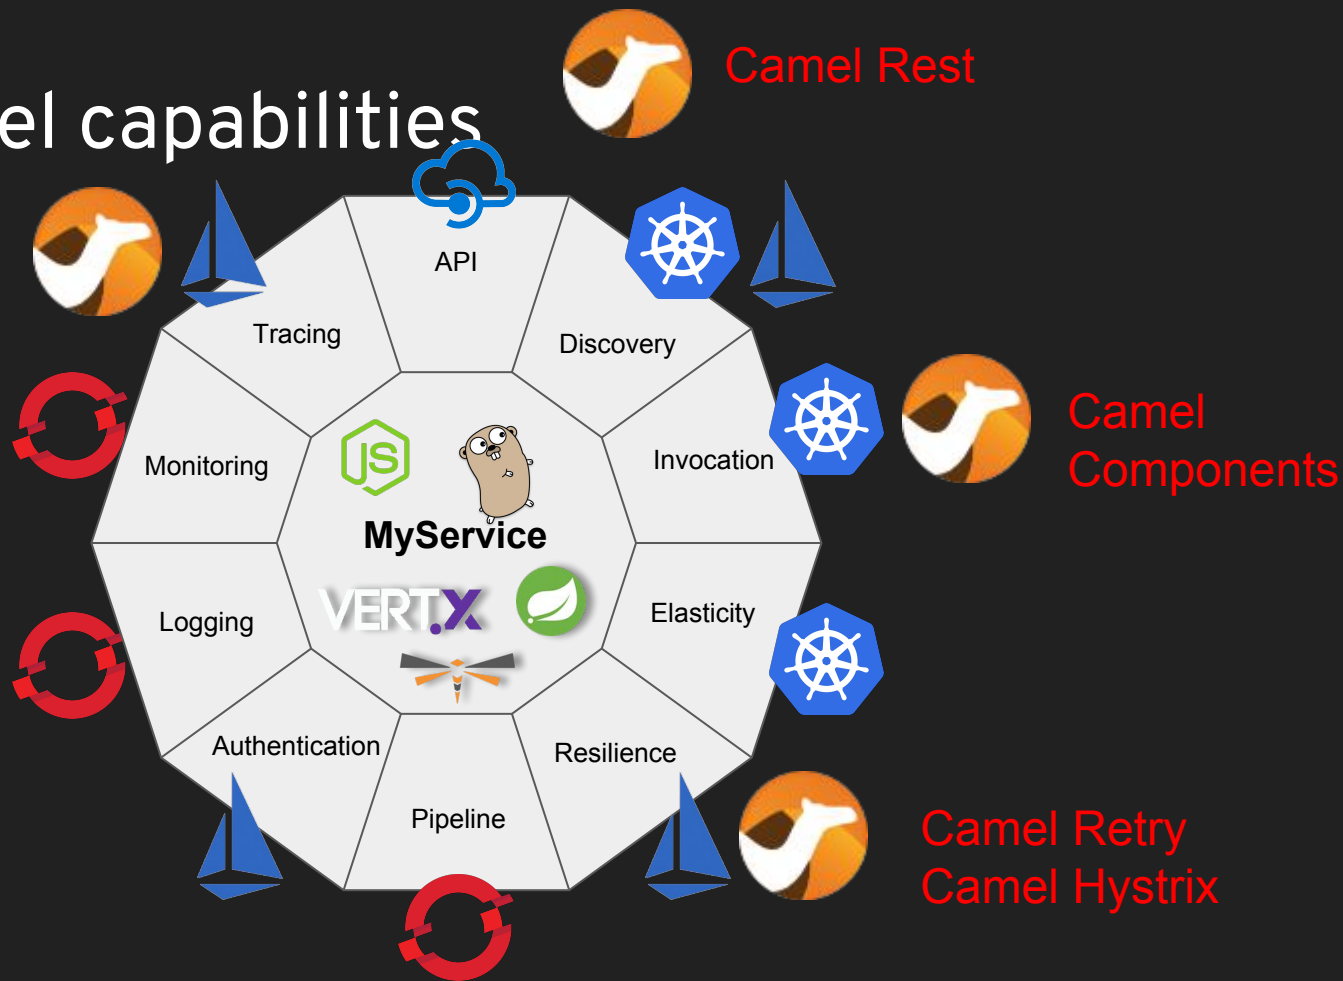 Camel Rest
el capabilities
API
Tracing
Discovery
JS
Monitoring
Invocation
Camel
Components
MyService
VERT.X
Logging
Elasticity
Authentication
Resilience
Pipeline
Camel Retry
Camel Hystrix